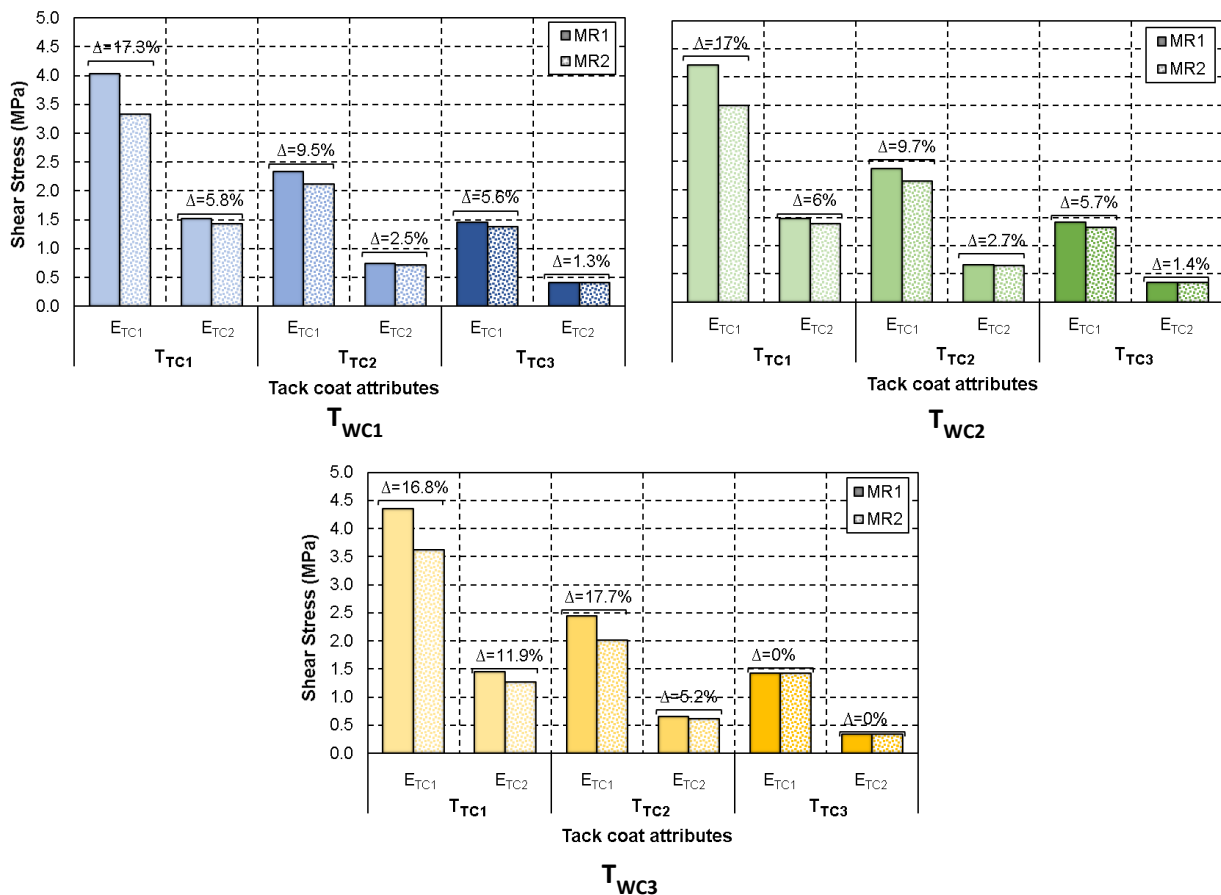 5.0
4.5
4.0
3.5
3.0
2.5
2.0
1.5
1.0
0.5
0.0
Shear Stress (MPa)
Δ=17.3%
Δ=5.8%
Δ=9.5%
Δ=2.5%
Δ=5.6%
Δ=1.3%
MR1
MR2
ETC1 ETC2 ETC1 ETC2 ETC1 ETC2
TTC1 TTC2 TTC3
Tack coat attributes
TWC1
Δ=17%
Δ=6%
Δ=9.7%
Δ=2.7%
Δ=5.7%
Δ=1.4%
MR1
MR2
ETC1 ETC2 ETC1 ETC2 ETC1 ETC2
TTC1 TTC2 TTC3
Tack coat attributes
TWC2
5.0
4.5
4.0
3.5
3.0
2.5
2.0
1.5
1.0
0.5
0.0
Shear Stress (MPa)
Δ=16.8%
Δ=11.9%
Δ=17.7%
Δ=5.2%
Δ=0%
Δ=0%
MR1
MR2
ETC1 ETC2 ETC1 ETC2 ETC1 ETC2
TTC1 TTC2 TTC3
Tack coat attributes
TWC3